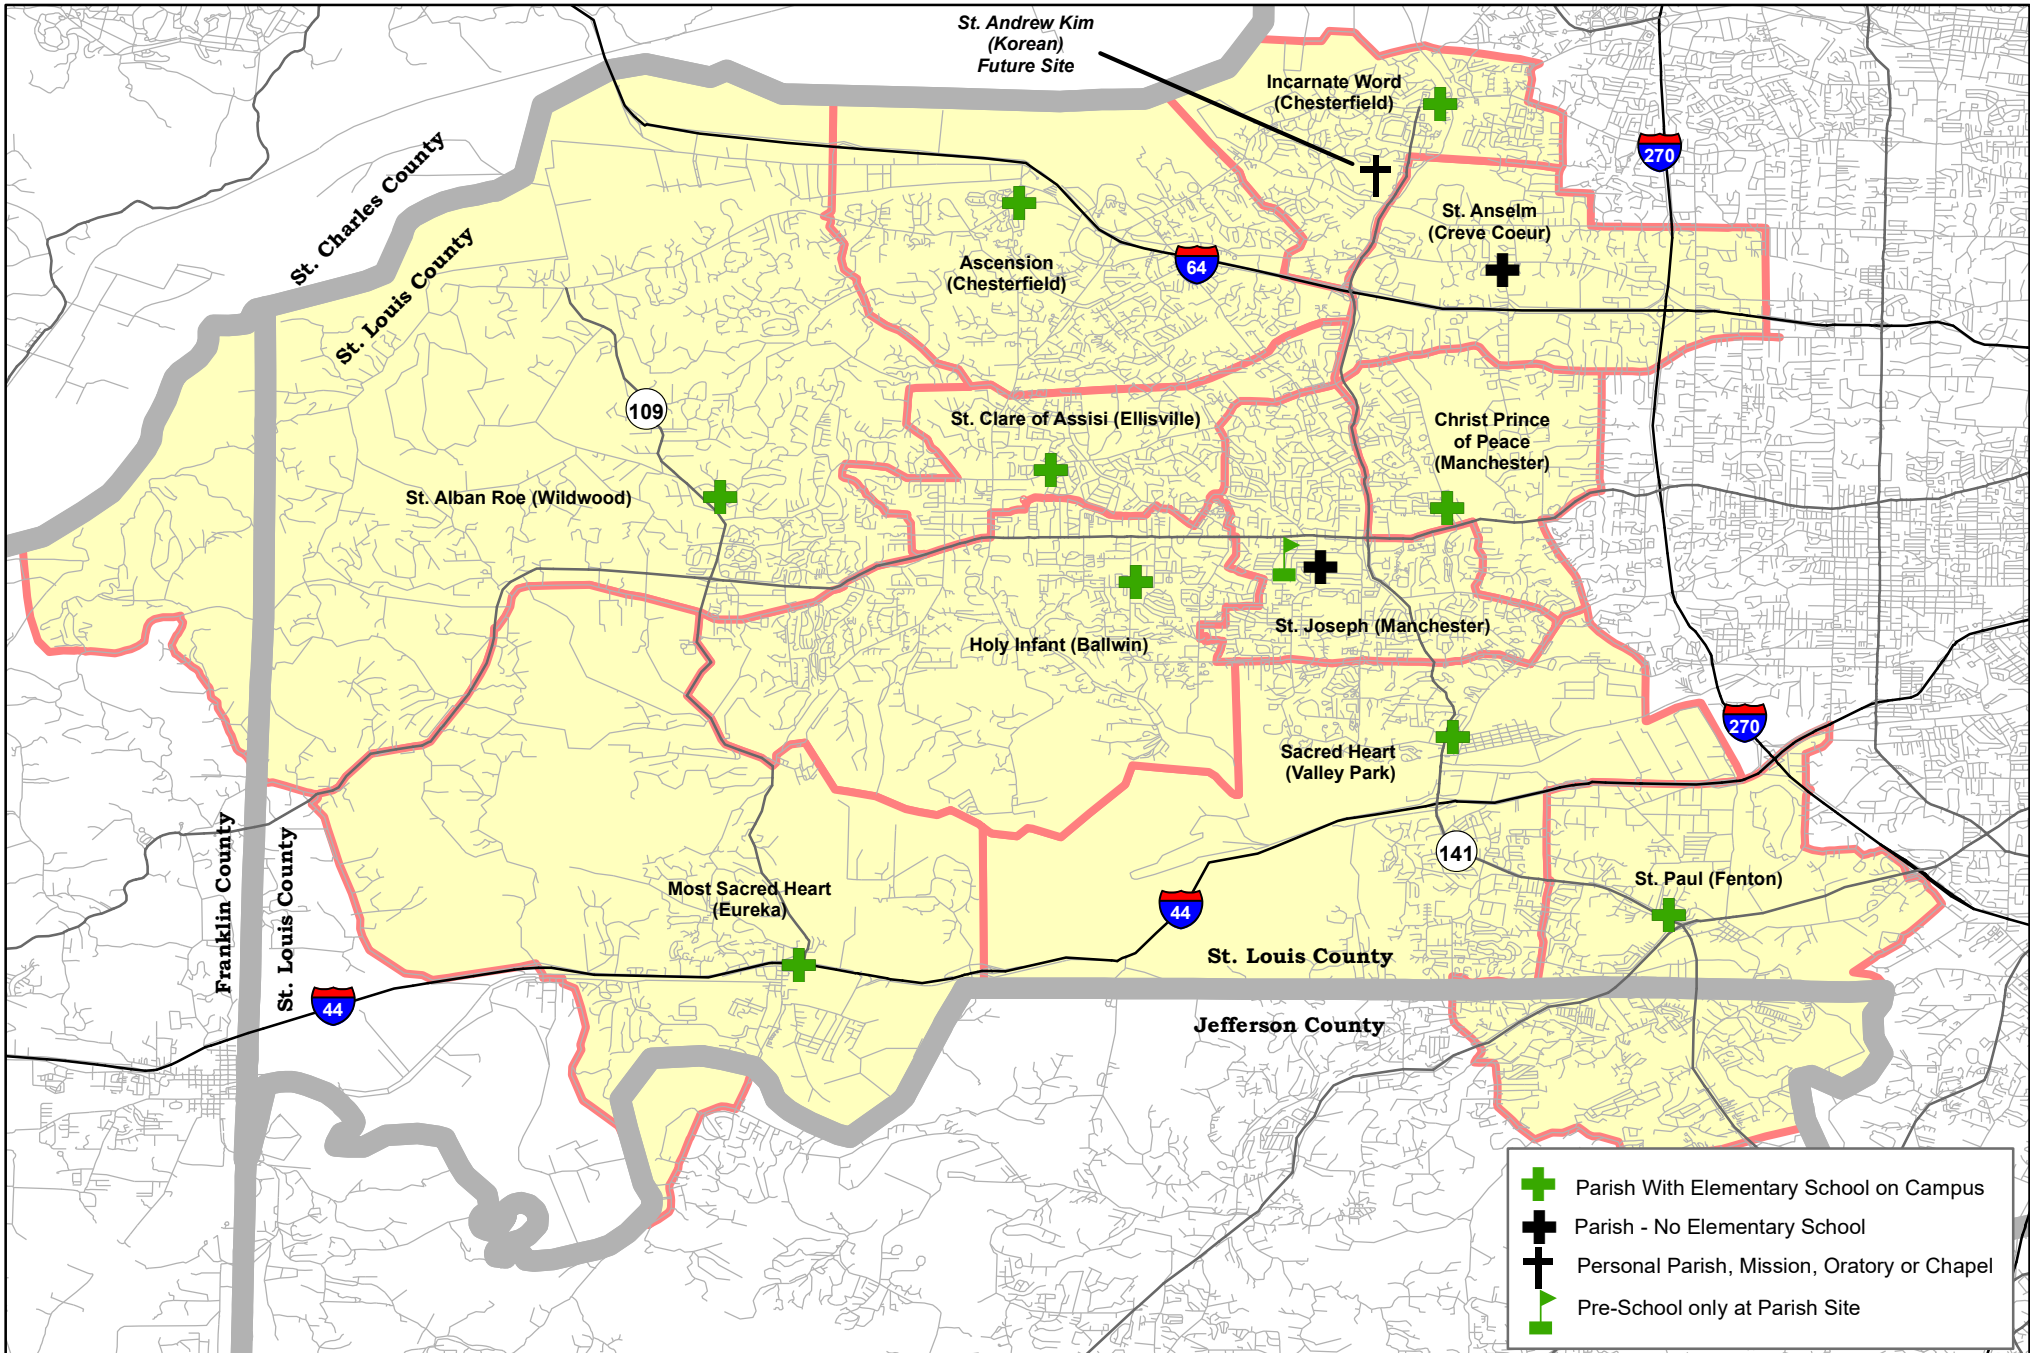 St. Andrew Kim
(Korean)
Future Site
Incarnate Word
(Chesterfield)
270
St. Charles County
St. Louis County
St. Anselm
(Creve Coeur)
Ascension
(Chesterfield)
64
109
St. Clare of Assisi (Ellisville)
Christ Prince
of Peace
(Manchester)
St. Alban Roe (Wildwood)
St. Joseph (Manchester)
Holy Infant (Ballwin)
270
Sacred Heart
(Valley Park)
Franklin County
St. Louis County
141
Most Sacred Heart
(Eureka)
St. Paul (Fenton)
44
St. Louis County
44
Jefferson County
Parish With Elementary School on Campus
Parish - No Elementary School
Personal Parish, Mission, Oratory or Chapel
Pre-School only at Parish Site